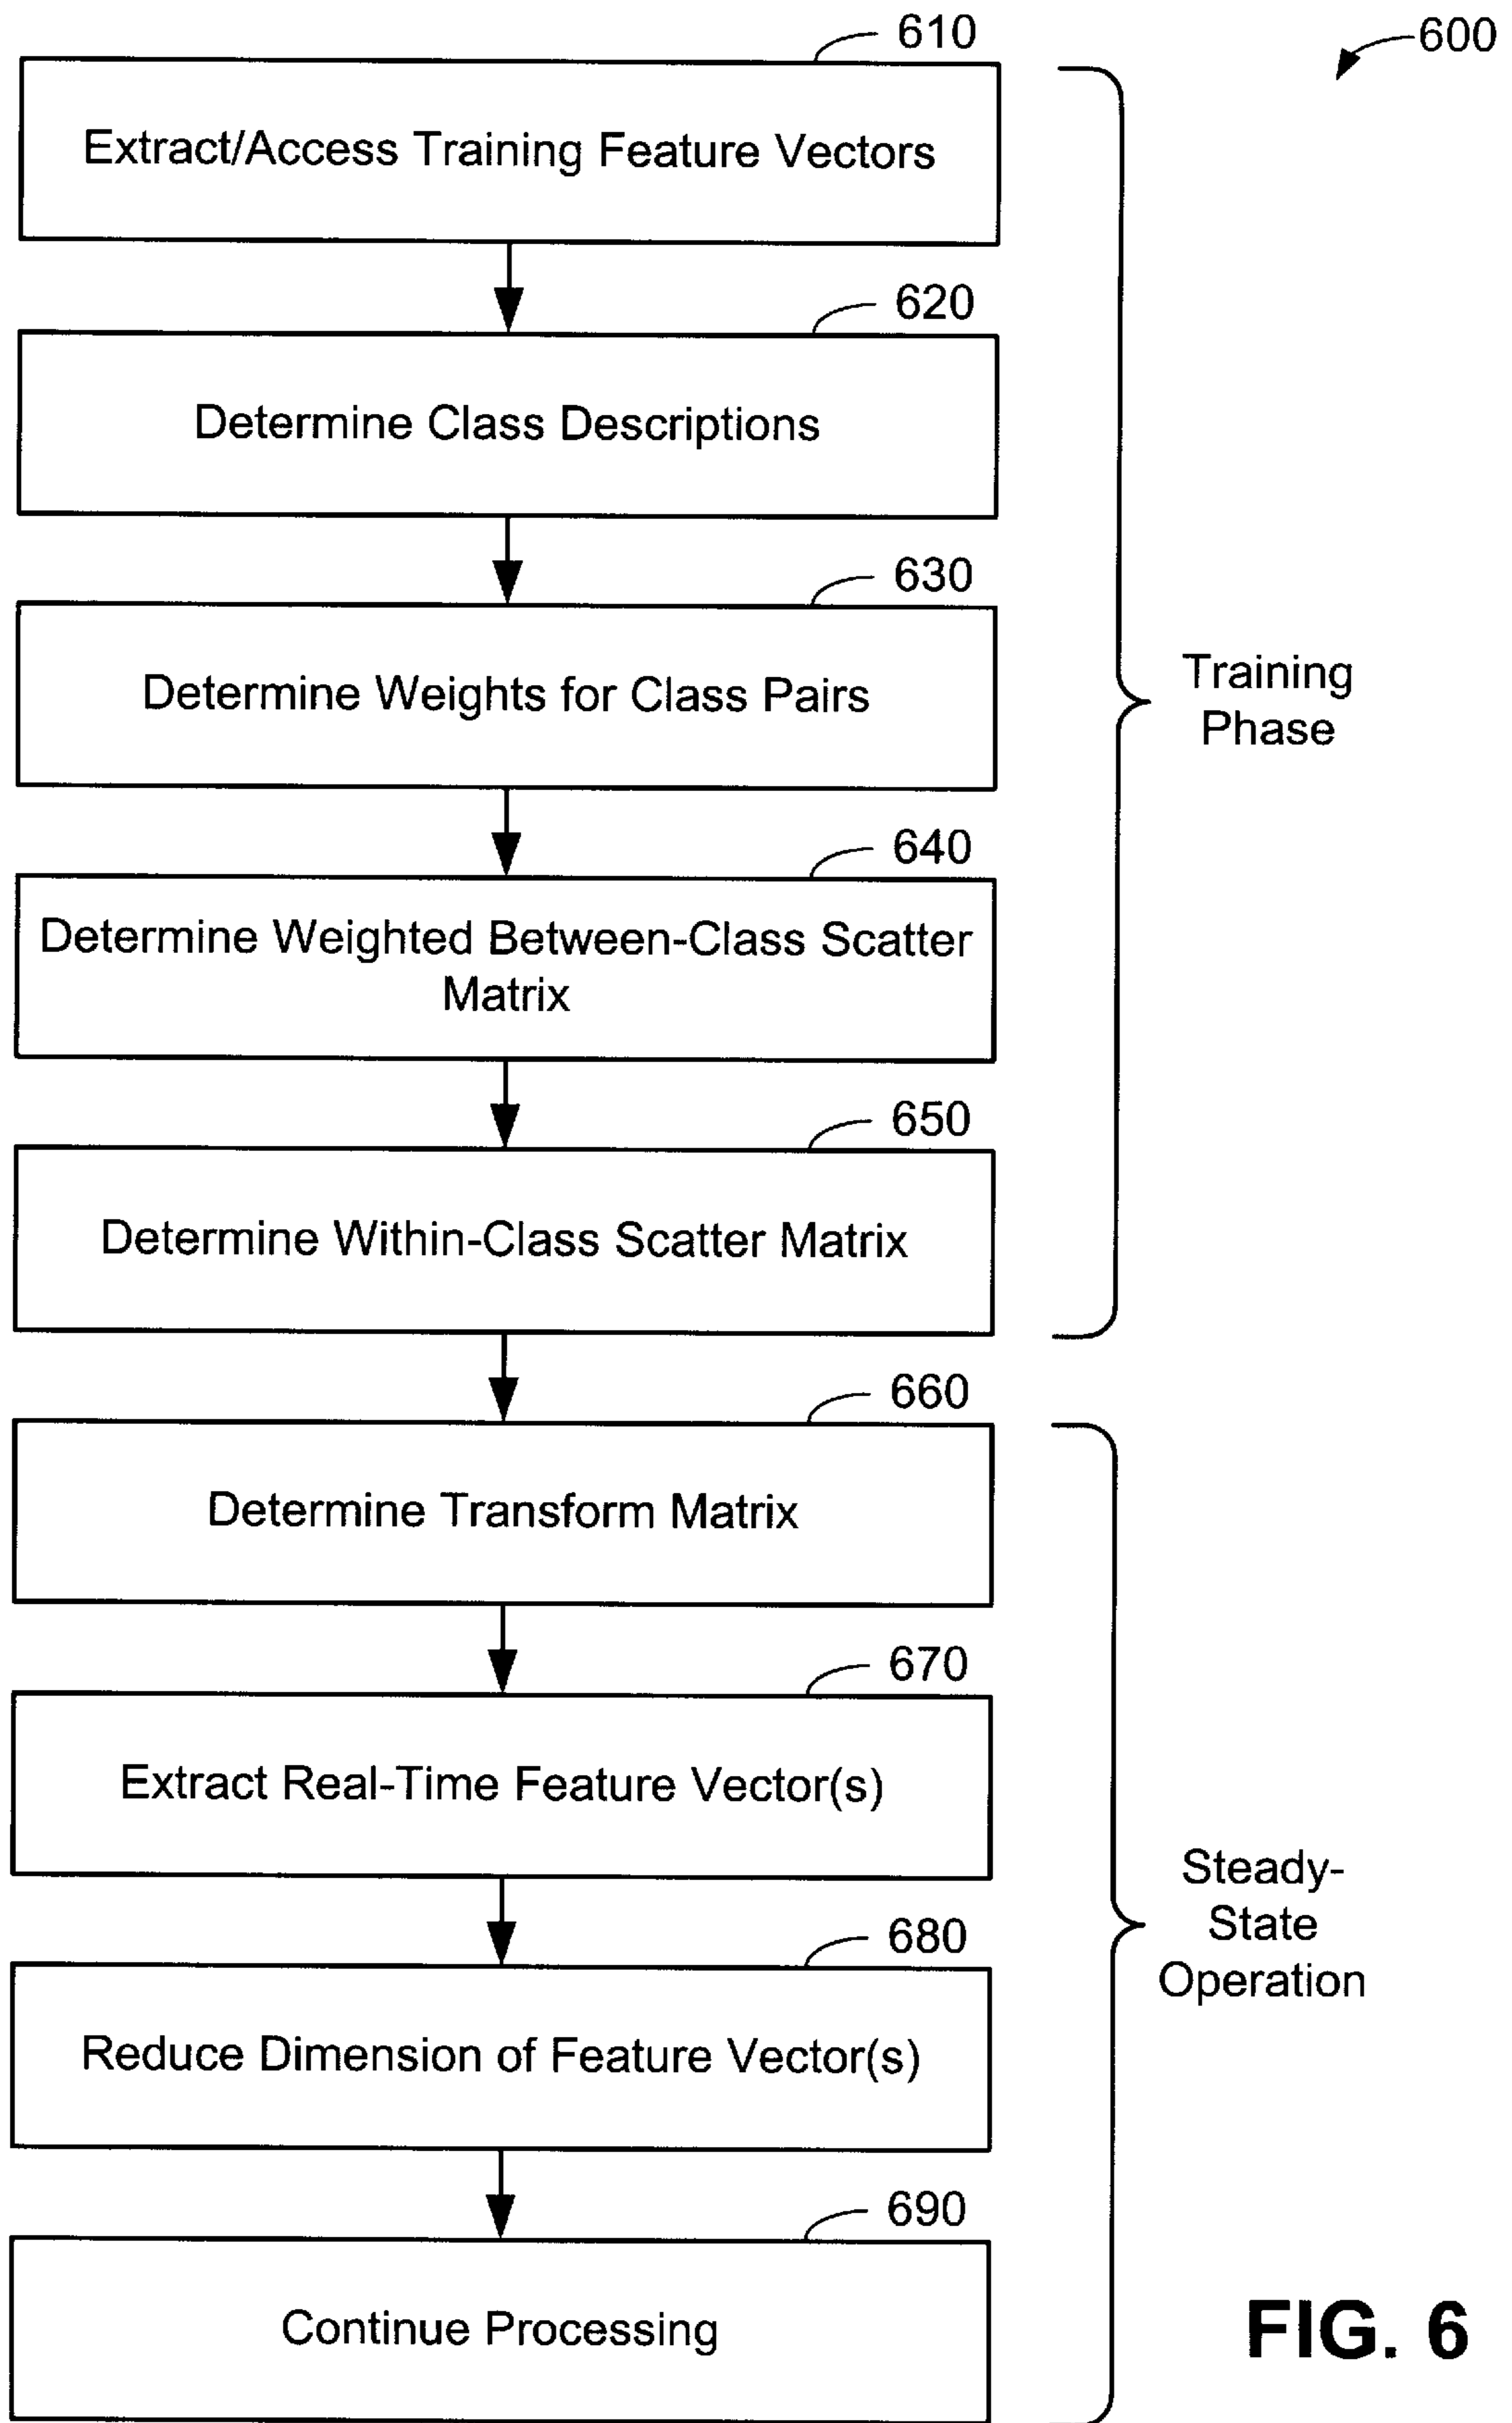 610
600
Extract/Access Training Feature Vectors
620
Determine Class Descriptions
630
Determine Weights for Class Pairs
Training
Phase
640
Determine Weighted Between-Class Scatter
Matrix
650
Determine Within-Class Scatter Matrix
660
Determine Transform Matrix
670
Extract Real-Time Feature Vector(s)
Steady-
State
Operation
680
Reduce Dimension of Feature Vector(s)
690
Continue Processing
FIG. 6